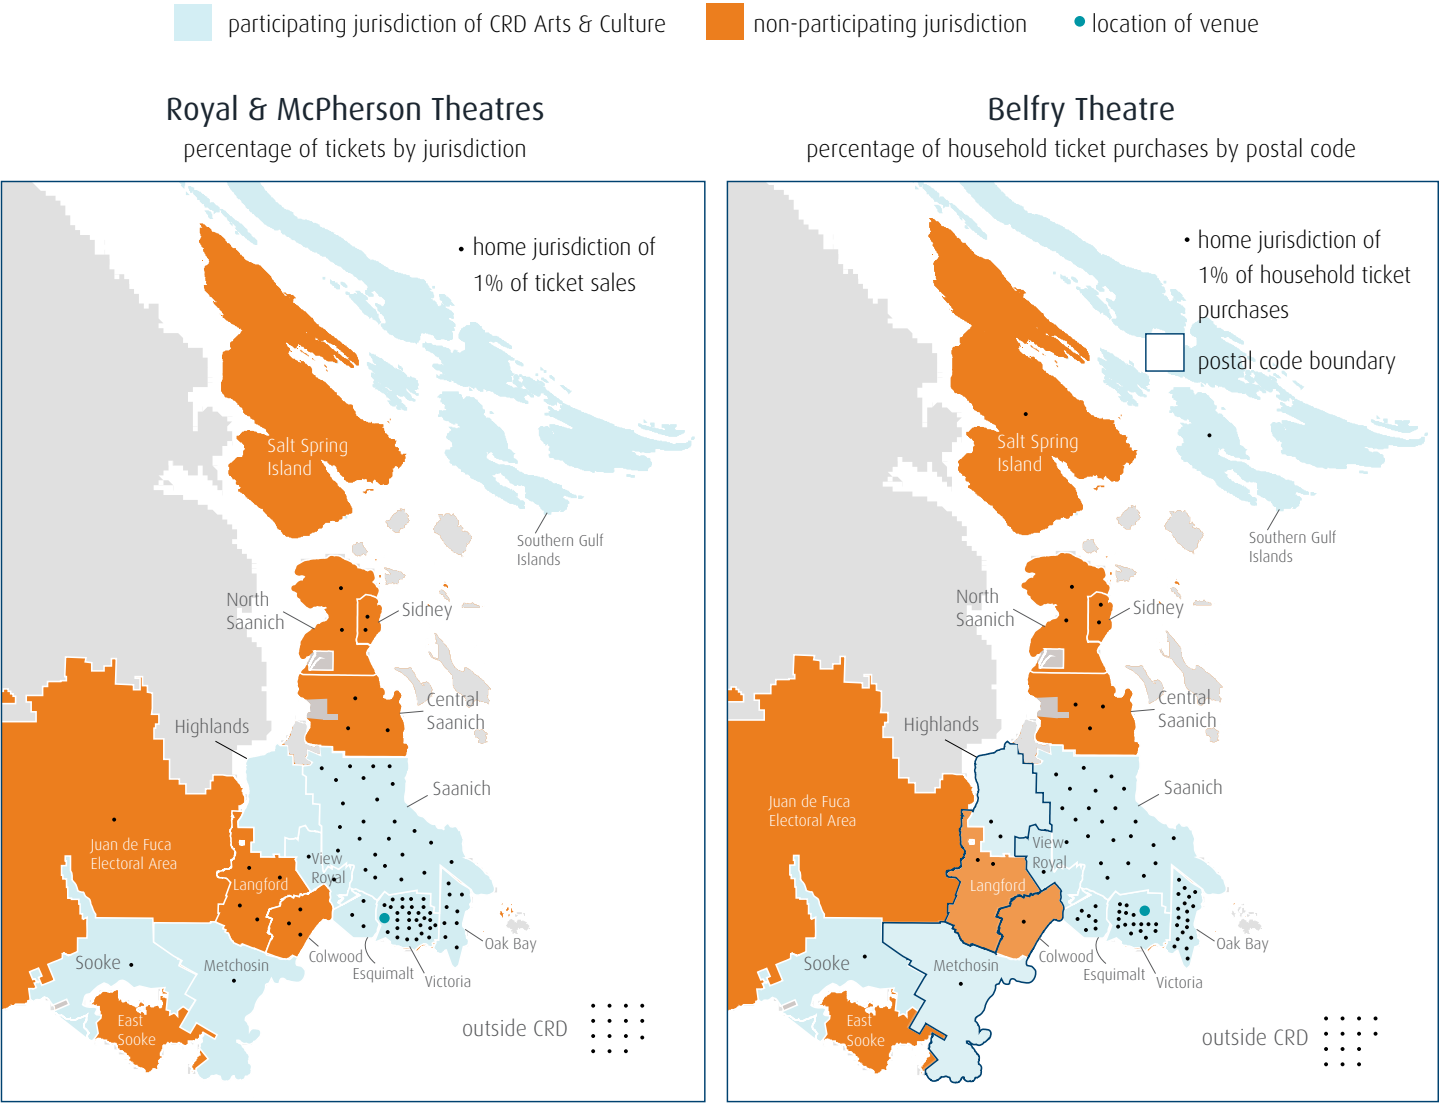 participating jurisdiction of CRD Arts & Culture
non-participating jurisdiction
location of venue
Royal & McPherson Theatres
percentage of tickets by jurisdiction
home jurisdiction of
1% of ticket sales
Salt Spring
Island
Southern Gulf
Islands
North
Saanich
Sidney
Central
Saanich
Highlands
Saanich
Juan de Fuca
Electoral Area
View
Royal
Langford
Oak Bay
Colwood
Esquimalt
Victoria
Sooke
Metchosin
East
Sooke
outside CRD
Belfry Theatre
percentage of household ticket purchases by postal code
home jurisdiction of
1% of household ticket
purchases
postal code boundary
Salt Spring
Island
Southern Gulf
Islands
North
Saanich
Sidney
Central
Saanich
Highlands
Saanich
Juan de Fuca
Electoral Area
View
Royal
Langford
Oak Bay
Colwood
Esquimalt
Victoria
Sooke
Metchosin
East
Sooke
outside CRD